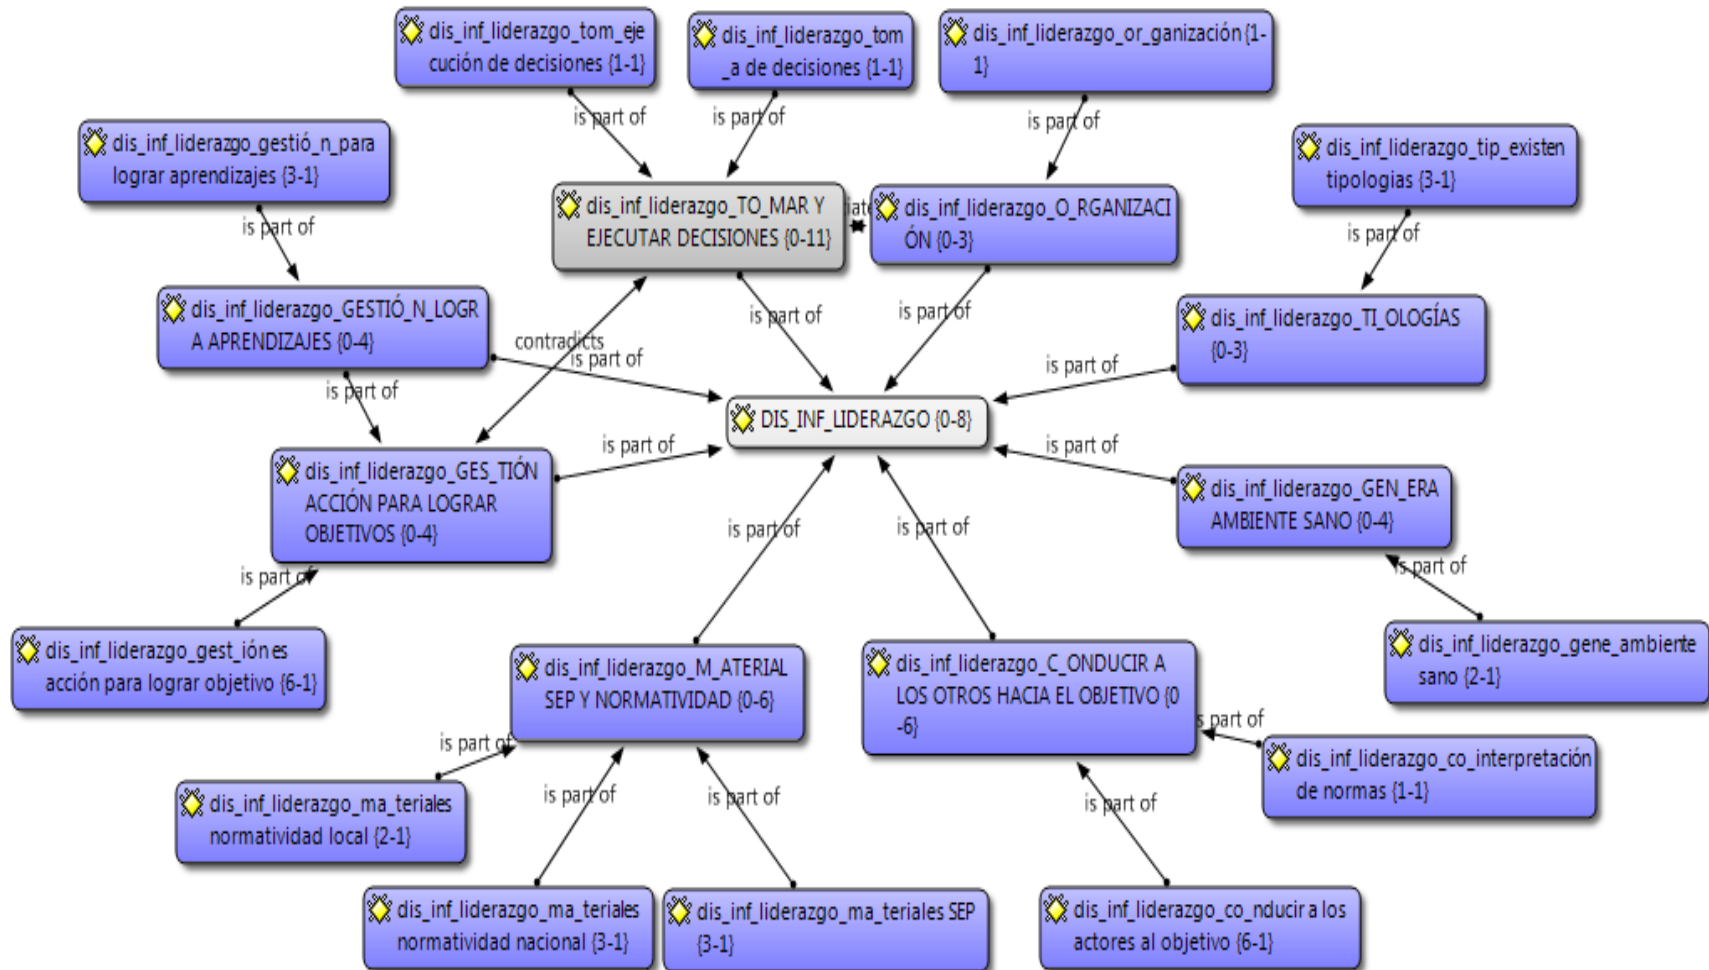 dis_inf_liderazgo_tom_eje
cución de decisiones {1-1}
dis_inf_liderazgo_tom
_a de decisiones {1-1}
dis_inf_liderazgo_or_ganización {1-
1}
is part of
is part of
is part of
dis_inf_liderazgo_gestió_n_para
lograr aprendizajes {3-1}
dis_inf_liderazgo_tip_existen
tipologias {3-1}
is part of
is part of
dis_inf_liderazgo_TO_MAR Y
EJECUTAR DECISIONES {0-11}
dis_inf_liderazgo_O_RGANIZACI
ÓN {0-3}
dis_inf_liderazgo_GESTIÓ_N_LOGR
A APRENDIZAJES {0-4}
is part of
is part of
dis_inf_liderazgo_TI_OLOGÍAS
{0-3}
contradicts
is part of
is part of
is part of
DIS_INF_LIDERAZGO {0-8}
is part of
is part of
dis_inf_liderazgo_GES_TIÓN
ACCIÓN PARA LOGRAR
OBJETIVOS {0-4}
dis_inf_liderazgo_GEN_ERA
AMBIENTE SANO {0-4}
is part of
is part of
is part of
is part of
dis_inf_liderazgo_gest_ión es
acción para lograr objetivo {6-1}
dis_inf_liderazgo_M_ATERIAL
SEP Y NORMATIVIDAD {0-6}
dis_inf_liderazgo_C_ONDUCIR A
LOS OTROS HACIA EL OBJETIVO {0
-6}
dis_inf_liderazgo_gene_ambiente
sano {2-1}
is part of
is part of
dis_inf_liderazgo_co_interpretación
de normas {1-1}
dis_inf_liderazgo_ma_teriales
normatividad local {2-1}
is part of
is part of
is part of
dis_inf_liderazgo_ma_teriales
normatividad nacional {3-1}
dis_inf_liderazgo_ma_teriales SEP
{3-1}
dis_inf_liderazgo_co_nducir a los
actores al objetivo {6-1}